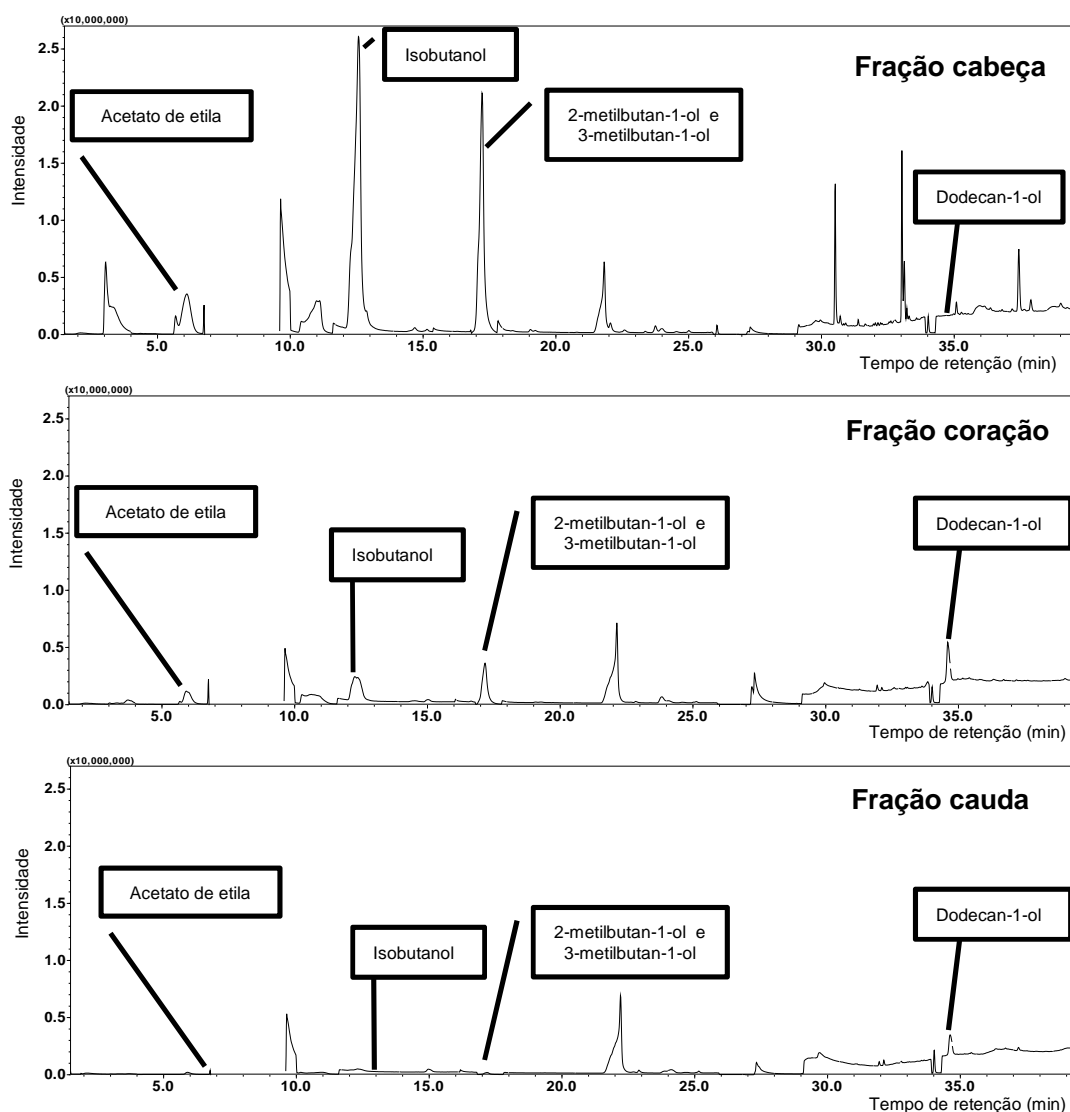 (x10,000,000)
Fração cabeça
Isobutanol
Acetato de etila
2-metilbutan-1-ol e
3-metilbutan-1-ol
Dodecan-1-ol
Intensidade
2.5
2.0
1.5
1.0
0.5
0.0
5.0 10.0 15.0 20.0 25.0 30.0 35.0
Tempo de retenção (min)
(x10,000,000)
Fração coração
Acetato de etila
Isobutanol
2-metilbutan-1-ol e
3-metilbutan-1-ol
Dodecan-1-ol
Intensidade
2.5
2.0
1.5
1.0
0.5
0.0
5.0 10.0 15.0 20.0 25.0 30.0 35.0
Tempo de retenção (min)
(x10,000,000)
Fração cauda
Acetato de etila
Isobutanol
2-metilbutan-1-ol e
3-metilbutan-1-ol
Dodecan-1-ol
Intensidade
2.5
2.0
1.5
1.0
0.5
0.0
5.0 10.0 15.0 20.0 25.0 30.0 35.0
Tempo de retenção (min)